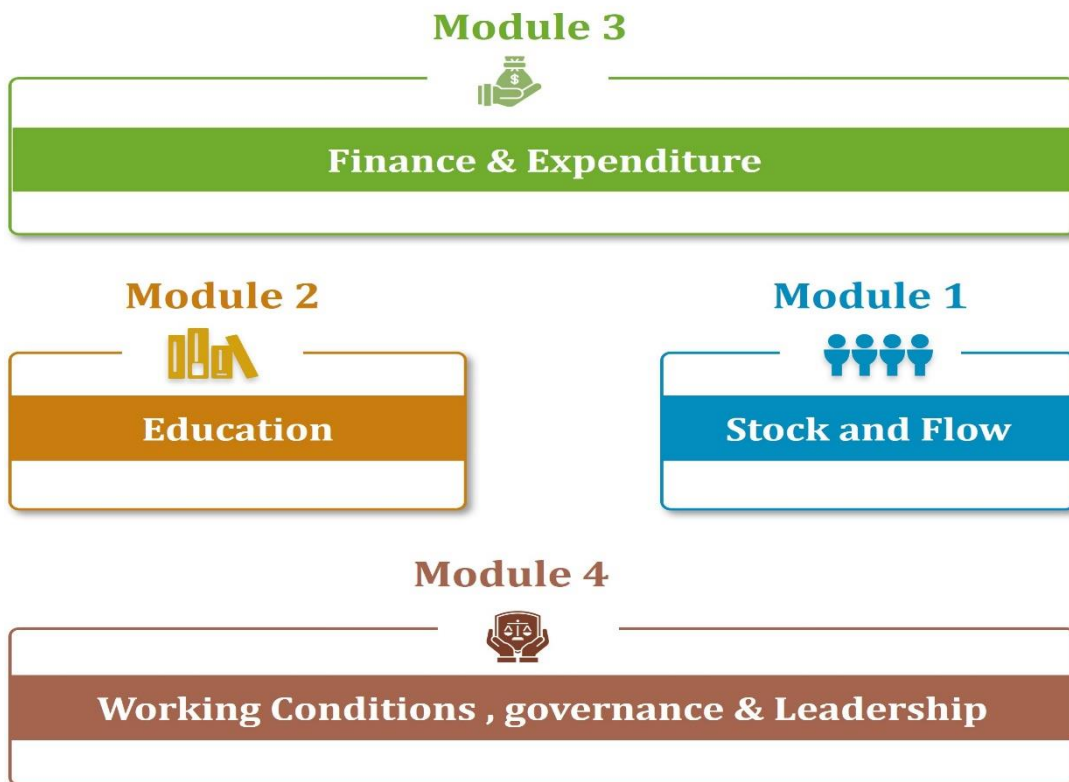 Module 3
$
Finance & Expenditure
Module 2
Education
Module 1
Stock and Flow
Module 4
Working Conditions , governance & Leadership